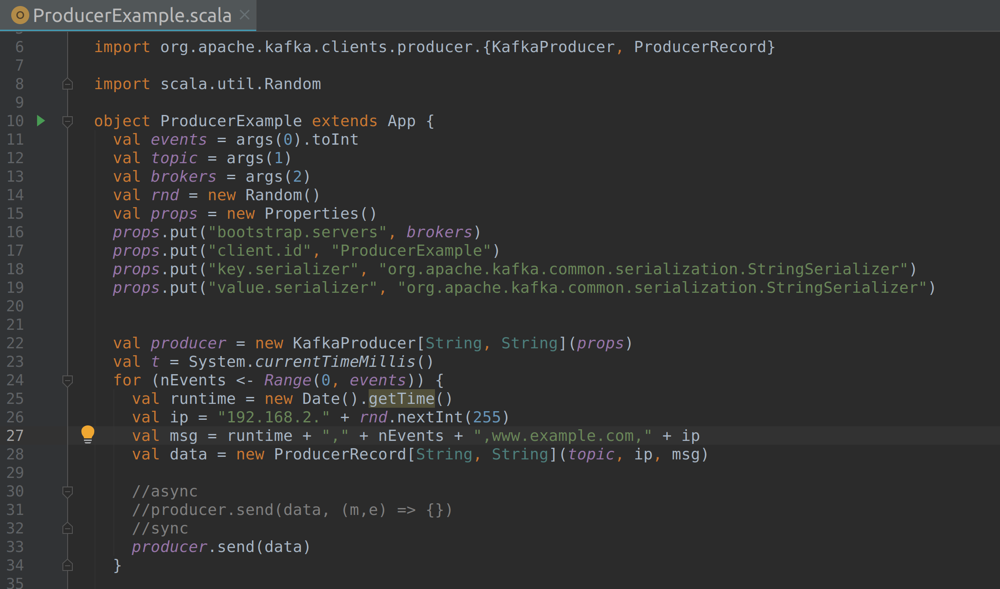 ProducerExample.scala
6 import org.apache.kafka.clients.producer.{KafkaProducer, ProducerRecord}
7
8 import scala.util.Random
9
10 object ProducerExample extends App {
11 val events = args(0).toInt
12 val topic = args(1)
13 val brokers = args(2)
14 val rnd = new Random()
15 val props = new Properties()
16 props.put("bootstrap.servers", brokers)
17 props.put("client.id", "ProducerExample")
18 props.put("key.serializer", "org.apache.kafka.common.serialization.StringSerializer")
19 props.put("value.serializer", "org.apache.kafka.common.serialization.StringSerializer")
20
21
22 val producer = new KafkaProducer[String, String](props)
23 val t = System.currentTimeMillis()
24 for (nEvents <- Range(0, events)) {
25 val runtime = new Date().getTime()
26 val ip = "192.168.2." + rnd.nextInt(255)
27 val msg = runtime + "," + nEvents + ",www.example.com," + ip
28 val data = new ProducerRecord[String, String](topic, ip, msg)
29
30 //async
31 //producer.send(data, (m,e) => {})
32 //sync
33 producer.send(data)
34 }
35